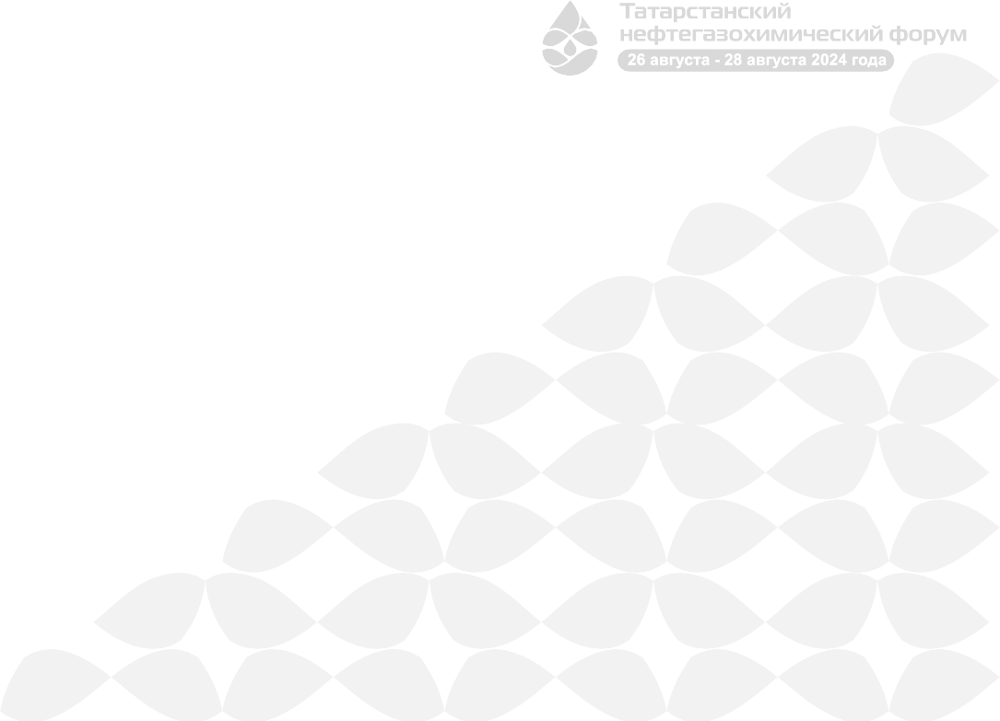 Татарстанский
нефтегазохимический форум
26 августа - 28 августа 2024 года